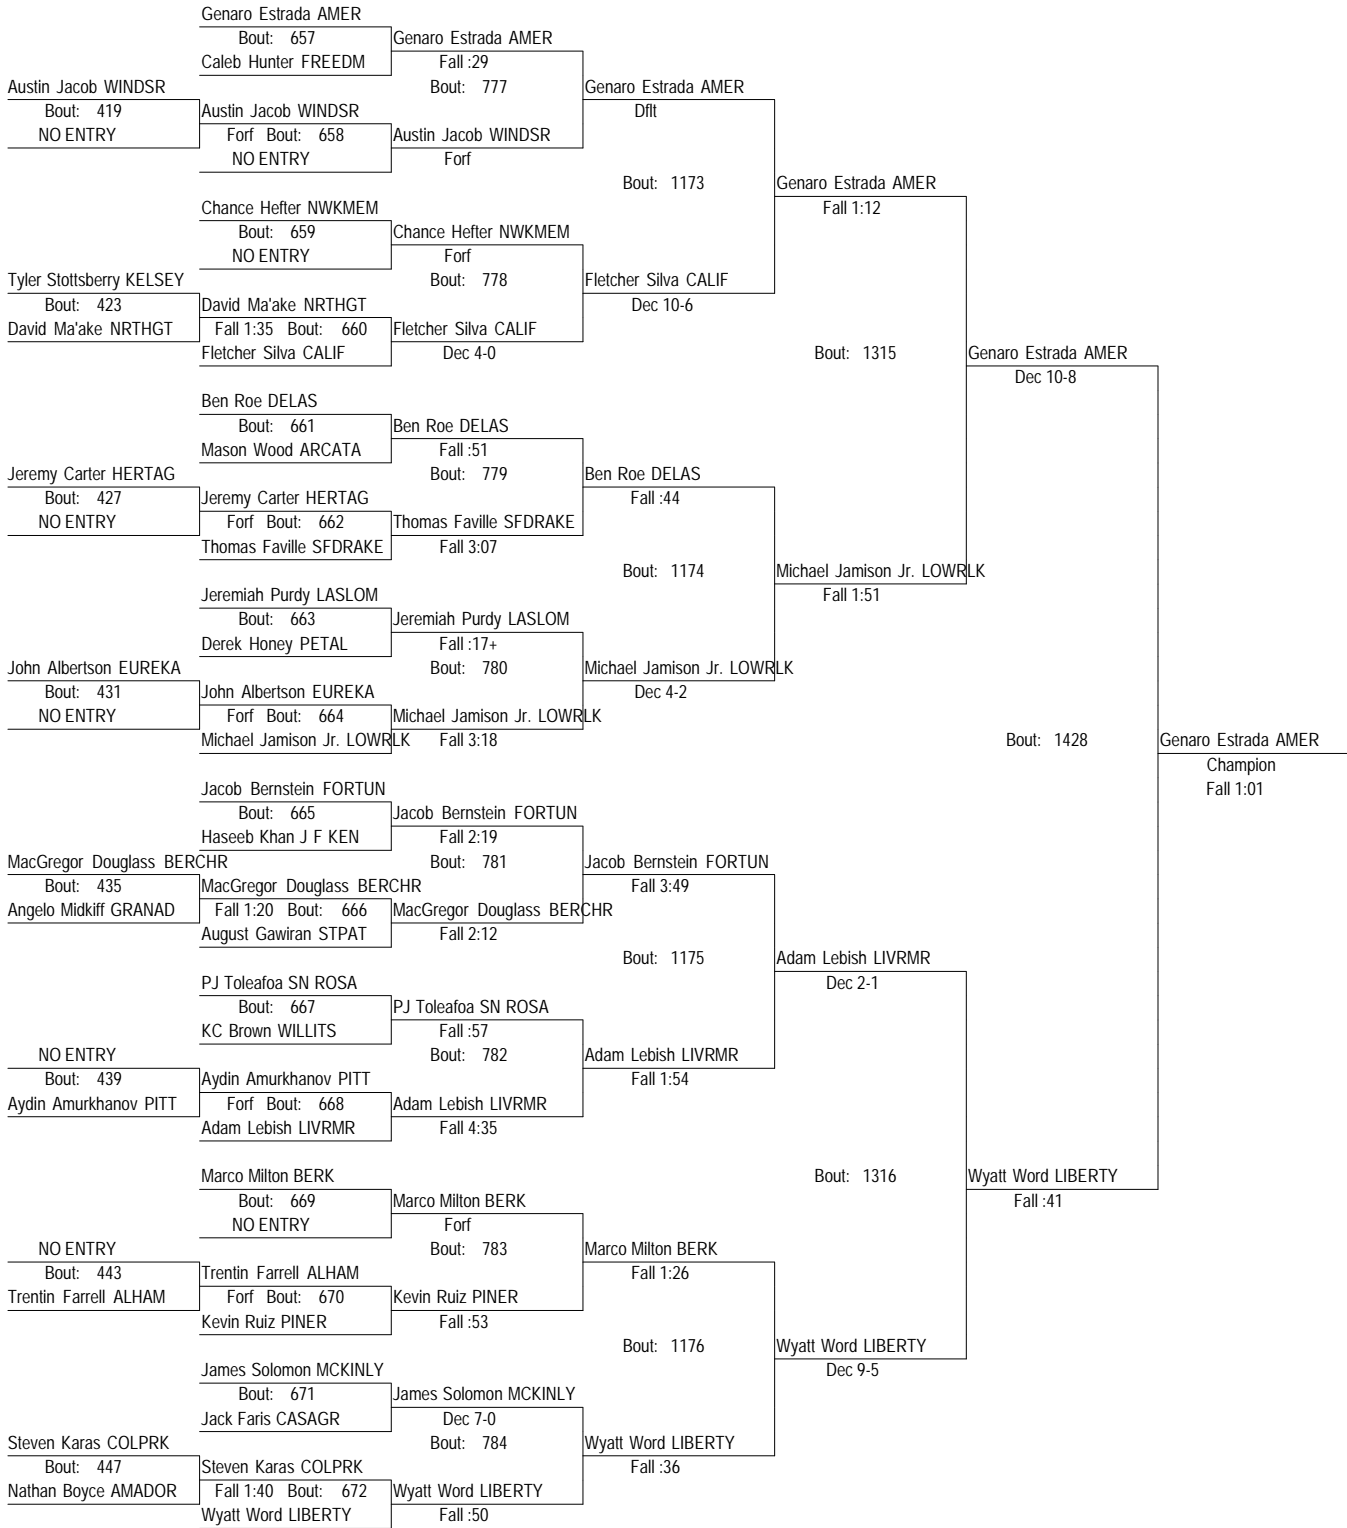 Genaro Estrada AMER
Bout: 657 Genaro Estrada AMER
Caleb Hunter FREEDM Fall :29
Austin Jacob WINDSR Bout: 777 Genaro Estrada AMER
Bout: 419 Austin Jacob WINDSR Dflt
NO ENTRY Forf Bout: 658 Austin Jacob WINDSR
NO ENTRY Forf
Bout: 1173 Genaro Estrada AMER
Chance Hefter NWKMEM Fall 1:12
Bout: 659 Chance Hefter NWKMEM
NO ENTRY Forf
Tyler Stottsberry KELSEY Bout: 778 Fletcher Silva CALIF
Bout: 423 David Ma'ake NRTHGT Dec 10-6
David Ma'ake NRTHGT Fall 1:35 Bout: 660 Fletcher Silva CALIF
Fletcher Silva CALIF Dec 4-0 Bout: 1315 Genaro Estrada AMER
Dec 10-8
Ben Roe DELAS
Bout: 661 Ben Roe DELAS
Mason Wood ARCATA Fall :51
Jeremy Carter HERTAG Bout: 779 Ben Roe DELAS
Bout: 427 Jeremy Carter HERTAG Fall :44
NO ENTRY Forf Bout: 662 Thomas Faville SFDRAKE
Thomas Faville SFDRAKE Fall 3:07
Bout: 1174 Michael Jamison Jr. LOWRLK
Jeremiah Purdy LASLOM Fall 1:51
Bout: 663 Jeremiah Purdy LASLOM
Derek Honey PETAL Fall :17+
John Albertson EUREKA Bout: 780 Michael Jamison Jr. LOWRLK
Bout: 431 John Albertson EUREKA Dec 4-2
NO ENTRY Forf Bout: 664 Michael Jamison Jr. LOWRLK
Michael Jamison Jr. LOWRLK Fall 3:18 Bout: 1428 Genaro Estrada AMER
Champion
Jacob Bernstein FORTUN Fall 1:01
Bout: 665 Jacob Bernstein FORTUN
Haseeb Khan J F KEN Fall 2:19
MacGregor Douglass BERCHR Bout: 781 Jacob Bernstein FORTUN
Bout: 435 MacGregor Douglass BERCHR Fall 3:49
Angelo Midkiff GRANAD Fall 1:20 Bout: 666 MacGregor Douglass BERCHR
August Gawiran STPAT Fall 2:12
Bout: 1175 Adam Lebish LIVRMR
PJ Toleafoa SN ROSA Dec 2-1
Bout: 667 PJ Toleafoa SN ROSA
KC Brown WILLITS Fall :57
NO ENTRY Bout: 782 Adam Lebish LIVRMR
Bout: 439 Aydin Amurkhanov PITT Fall 1:54
Aydin Amurkhanov PITT Forf Bout: 668 Adam Lebish LIVRMR
Adam Lebish LIVRMR Fall 4:35
Marco Milton BERK Bout: 1316 Wyatt Word LIBERTY
Bout: 669 Marco Milton BERK Fall :41
NO ENTRY Forf
NO ENTRY Bout: 783 Marco Milton BERK
Bout: 443 Trentin Farrell ALHAM Fall 1:26
Trentin Farrell ALHAM Forf Bout: 670 Kevin Ruiz PINER
Kevin Ruiz PINER Fall :53
Bout: 1176 Wyatt Word LIBERTY
James Solomon MCKINLY Dec 9-5
Bout: 671 James Solomon MCKINLY
Jack Faris CASAGR Dec 7-0
Steven Karas COLPRK Bout: 784 Wyatt Word LIBERTY
Bout: 447 Steven Karas COLPRK Fall :36
Nathan Boyce AMADOR Fall 1:40 Bout: 672 Wyatt Word LIBERTY
Wyatt Word LIBERTY Fall :50